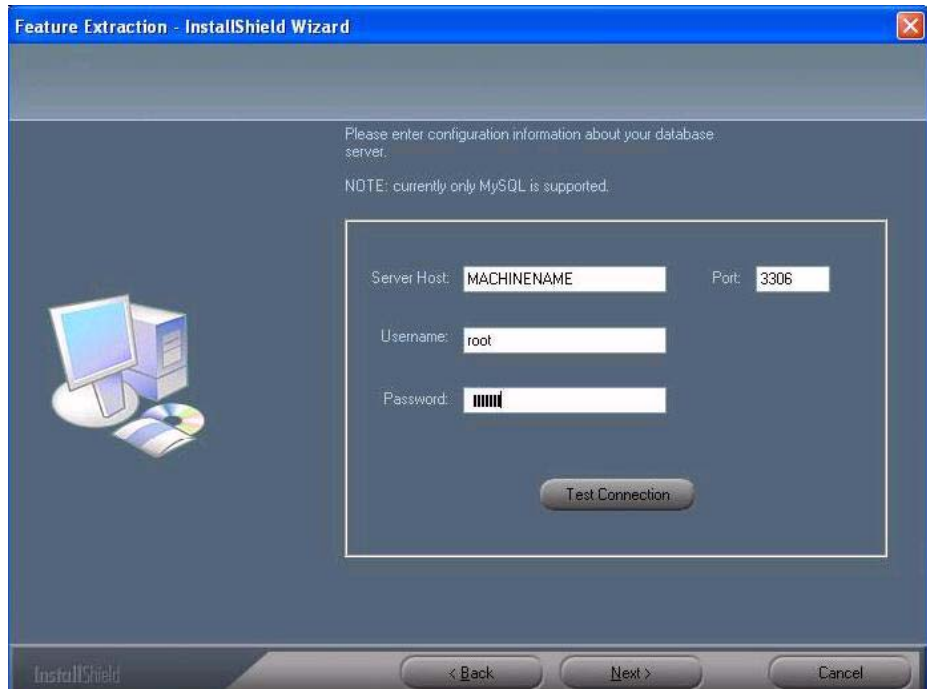 Feature Extraction - InstallShield Wizard
Please enter configuration information about your database
server.
NOTE: currently only MySQL is supported.
Server Host: MACHINENAME Port: 3306
Username: root
Password:
Test Connection
InstallShield
< Back Next > Cancel